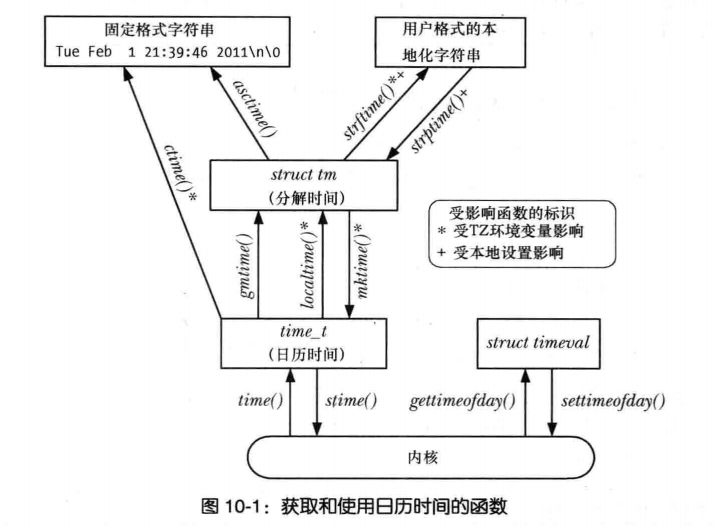 固定格式字符串
Tue Feb  1 21:39:46 2011\n\0
用户格式的本
地化字符串
asctime()
strftime()*+
strptime()+
ctime()*
struct tm
(分解时间)
受影响函数的标识
* 受TZ环境变量影响
+ 受本地设置影响
gmtime()
localtime()*
mktime()*
time_t
(日历时间)
struct timeval
time()
stime()
gettimeofday()
settimeofday()
内核
图 10-1：获取和使用日历时间的函数